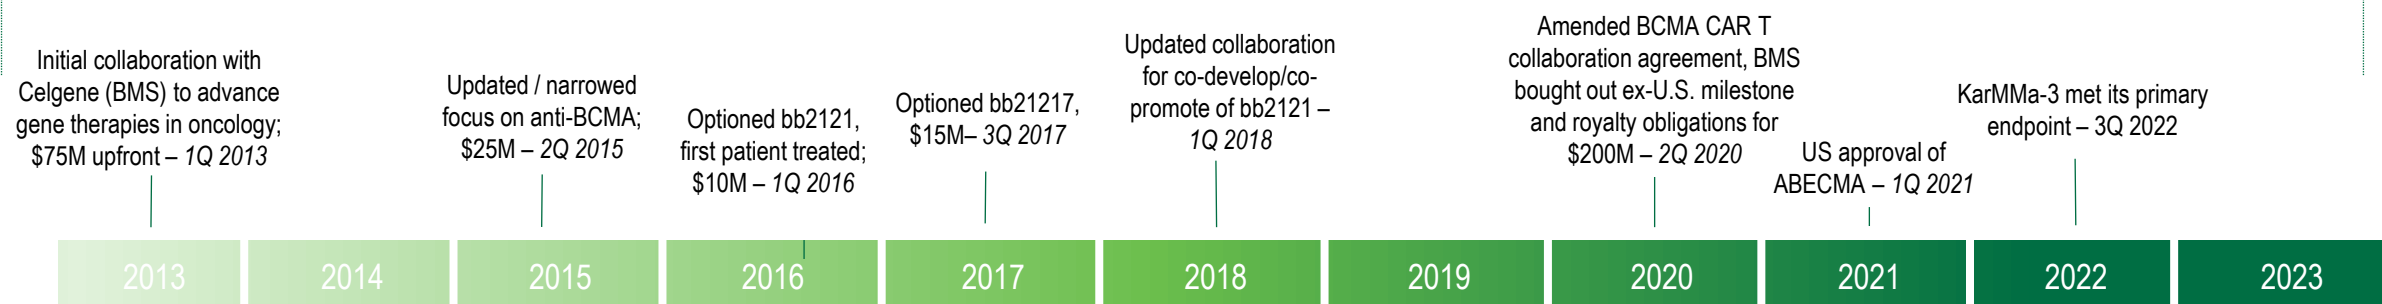 Initial collaboration with
Celgene (BMS) to advance
gene therapies in oncology;
$75M upfront – 1Q 2013
Updated / narrowed
focus on anti-BCMA;
$25M – 2Q 2015
Optioned bb2121,
first patient treated;
$10M – 1Q 2016
Optioned bb21217,
$15M– 3Q 2017
Updated collaboration
for co-develop/co-
promote of bb2121 –
1Q 2018
Amended BCMA CAR T
collaboration agreement, BMS
bought out ex-U.S. milestone
and royalty obligations for
$200M – 2Q 2020
US approval of
ABECMA – 1Q 2021
KarMMa-3 met its primary
endpoint – 3Q 2022
2013
2014
2015
2016
2017
2018
2019
2020
2021
2022
2023